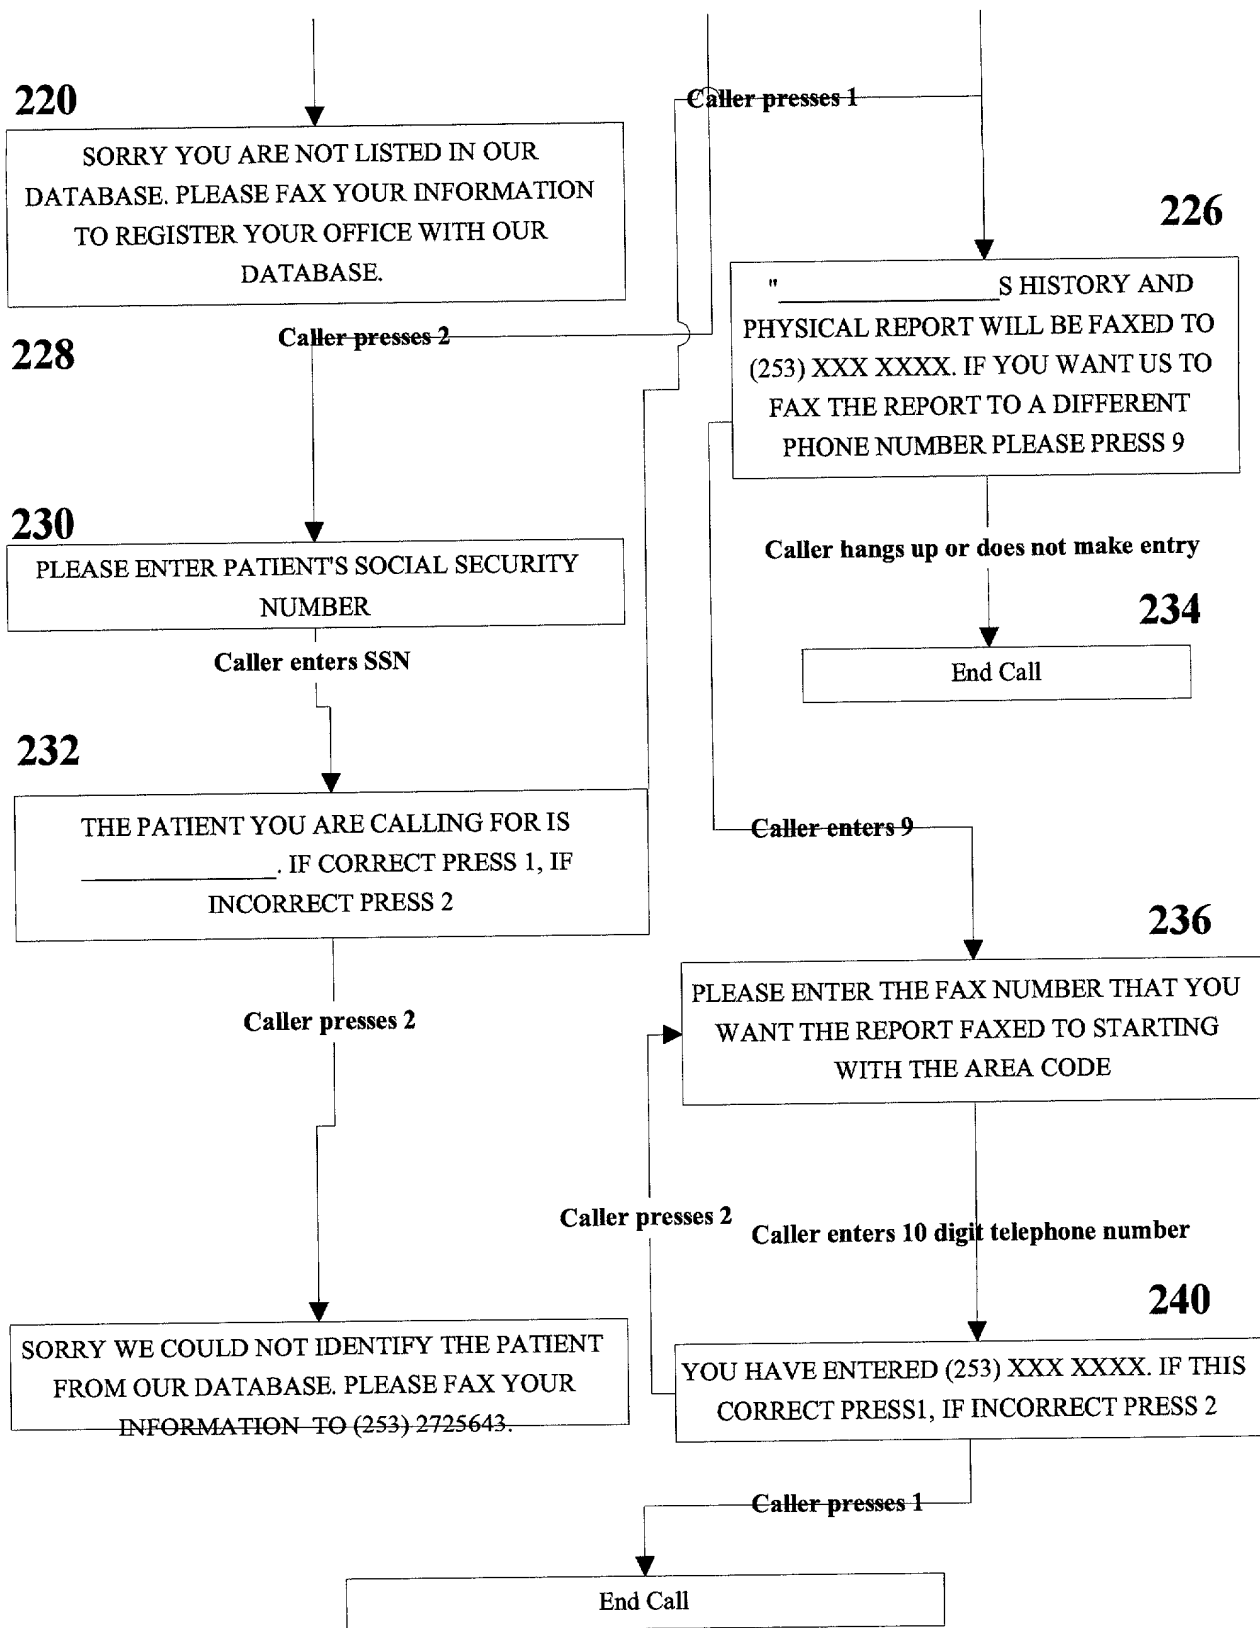 220
SORRY YOU ARE NOT LISTED IN OUR
DATABASE. PLEASE FAX YOUR INFORMATION
TO REGISTER YOUR OFFICE WITH OUR
DATABASE.
Caller presses 1
226
"________________S HISTORY AND
PHYSICAL REPORT WILL BE FAXED TO
(253) XXX XXXX. IF YOU WANT US TO
FAX THE REPORT TO A DIFFERENT
PHONE NUMBER PLEASE PRESS 9
228
Caller presses 2
230
PLEASE ENTER PATIENT'S SOCIAL SECURITY
NUMBER
Caller enters SSN
Caller hangs up or does not make entry
234
End Call
232
THE PATIENT YOU ARE CALLING FOR IS
______________. IF CORRECT PRESS 1, IF
INCORRECT PRESS 2
Caller enters 9
236
PLEASE ENTER THE FAX NUMBER THAT YOU
WANT THE REPORT FAXED TO STARTING
WITH THE AREA CODE
Caller presses 2
Caller presses 2
Caller enters 10 digit telephone number
240
SORRY WE COULD NOT IDENTIFY THE PATIENT
FROM OUR DATABASE. PLEASE FAX YOUR
INFORMATION TO (253) 2725643.
YOU HAVE ENTERED (253) XXX XXXX. IF THIS
CORRECT PRESS1, IF INCORRECT PRESS 2
Caller presses 1
End Call